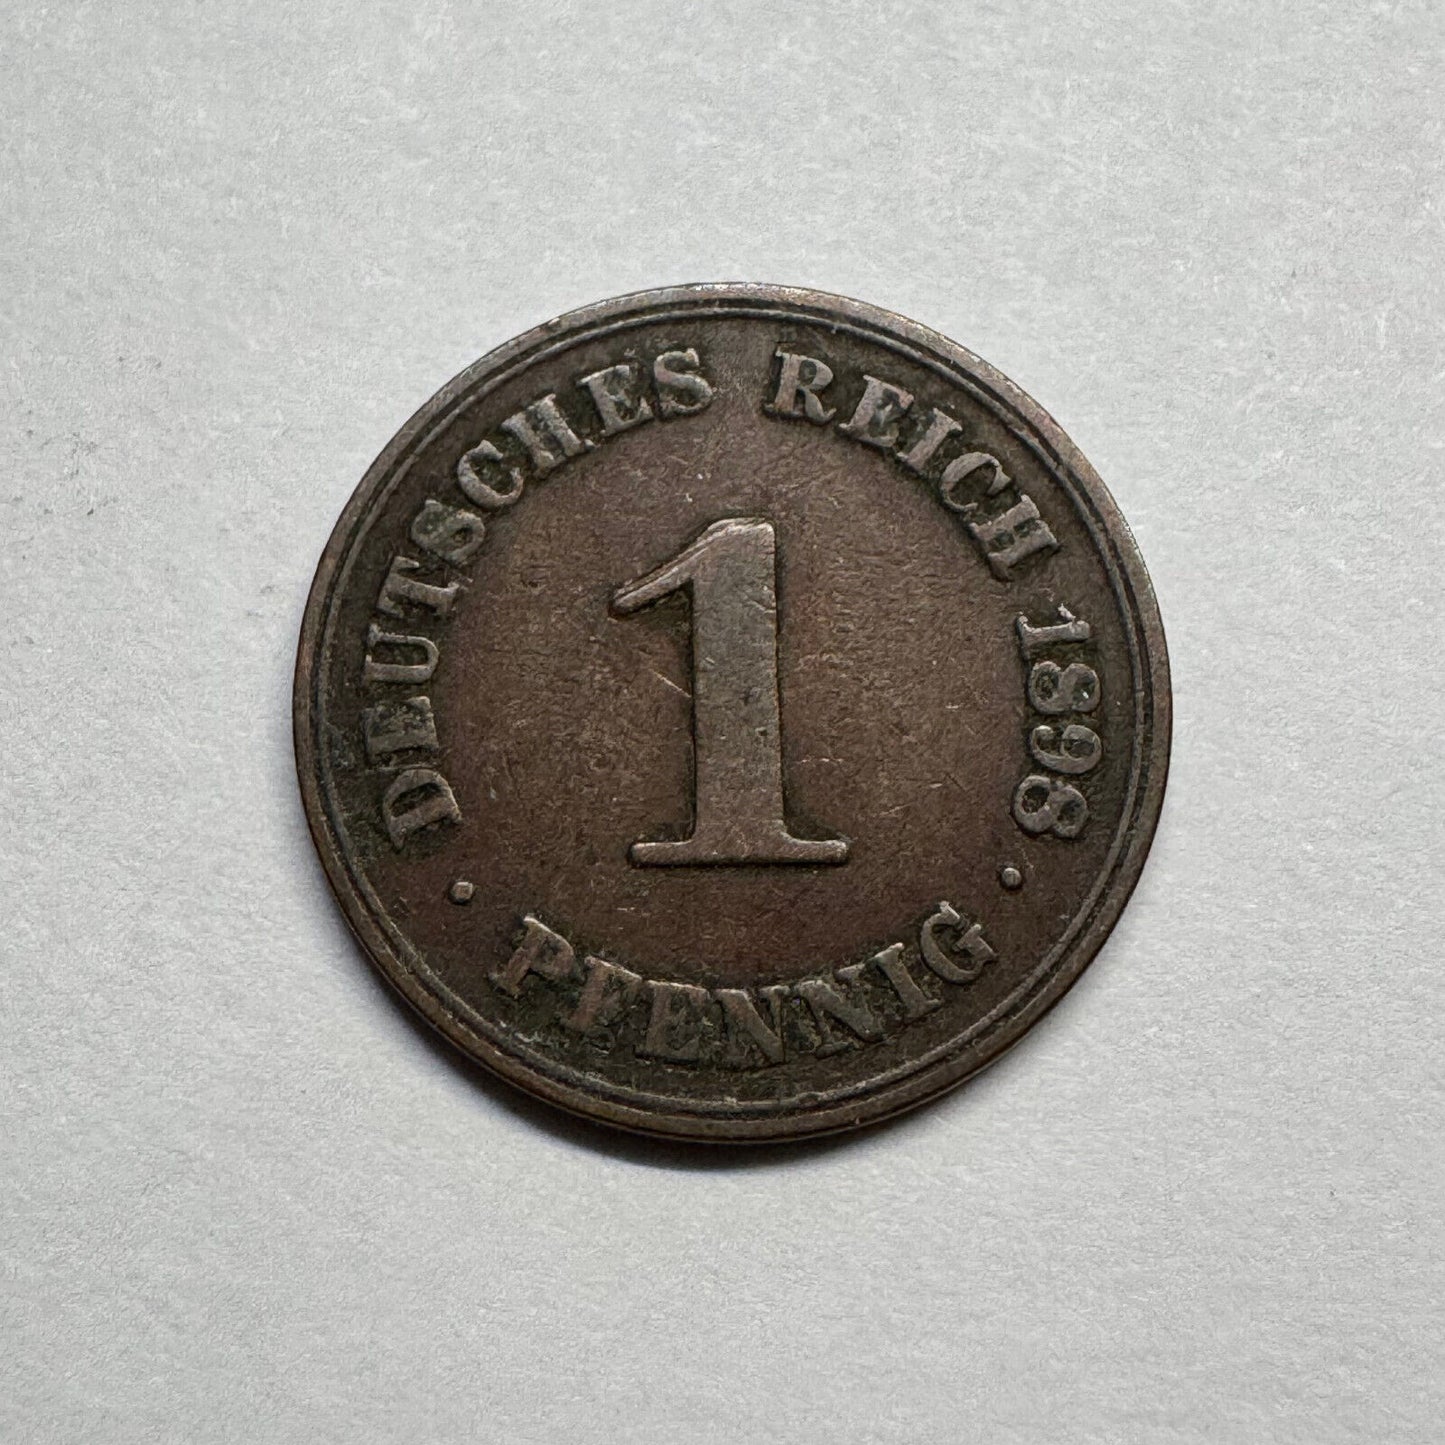 DEUTSCHES REICH 1898
1
· PFENNIG ·